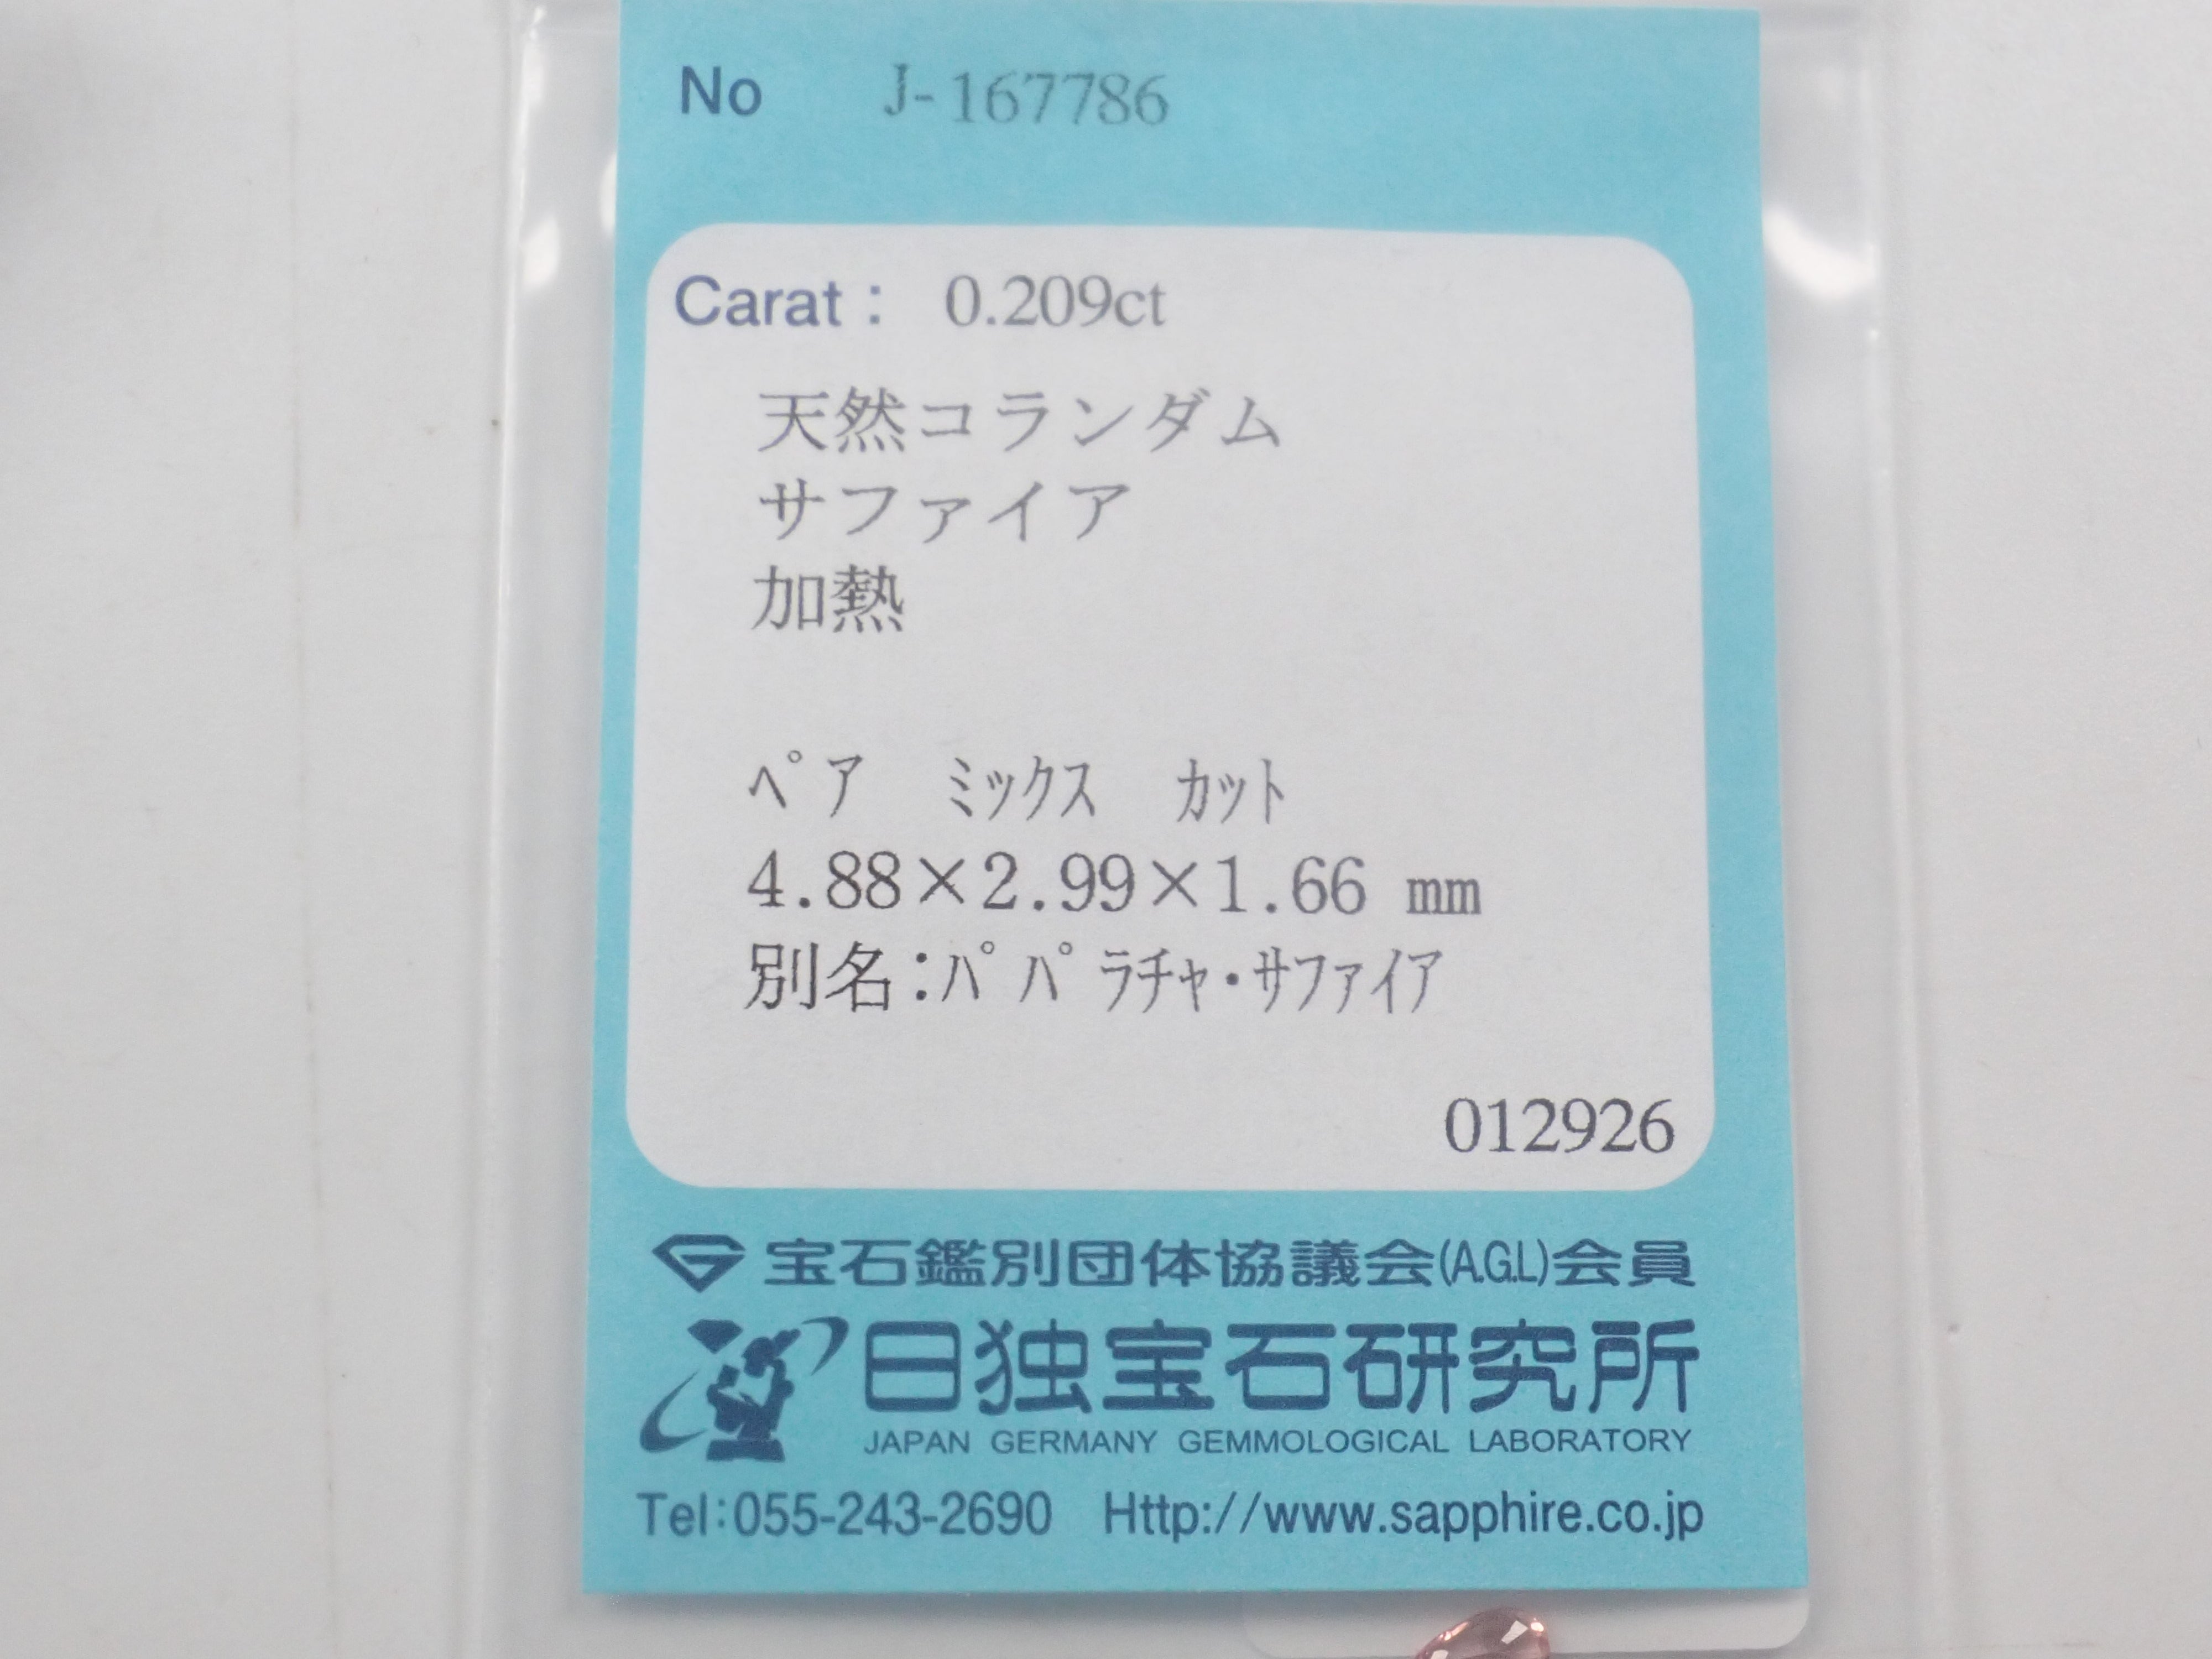 No J-167786
Carat： 0.209ct
天然コランダム
サファイア
加熱
ﾍﾟｱ ﾐｯｸｽ ｶｯﾄ
4.88×2.99×1.66 mm
別名：ﾊﾟﾊﾟﾗﾁｬ・ｻﾌｧｲｱ
012926
宝石鑑別団体協議会(A.G.L)会員
日独宝石研究所
JAPAN GERMANY GEMMOLOGICAL LABORATORY
Tel:055-243-2690 Http://www.sapphire.co.jp